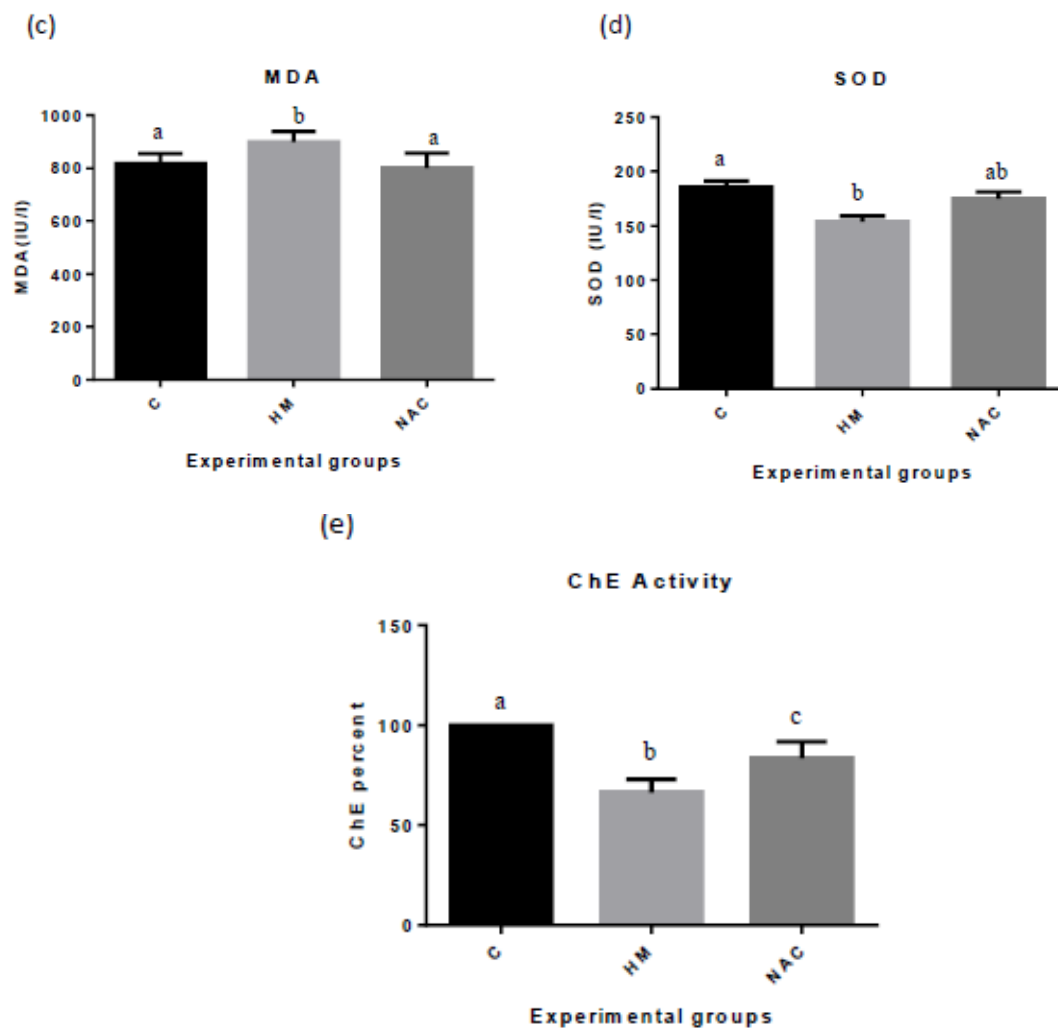 (c)
MDA
MDA (IU/l)
1000
800
600
400
200
0
a
b
a
C
HM
NAC
Experimental groups
(d)
SOD
SOD (IU/l)
250
200
150
100
50
0
a
b
ab
C
HM
NAC
Experimental groups
(e)
ChE Activity
ChE percent
150
100
50
0
a
b
c
C
HM
NAC
Experimental groups